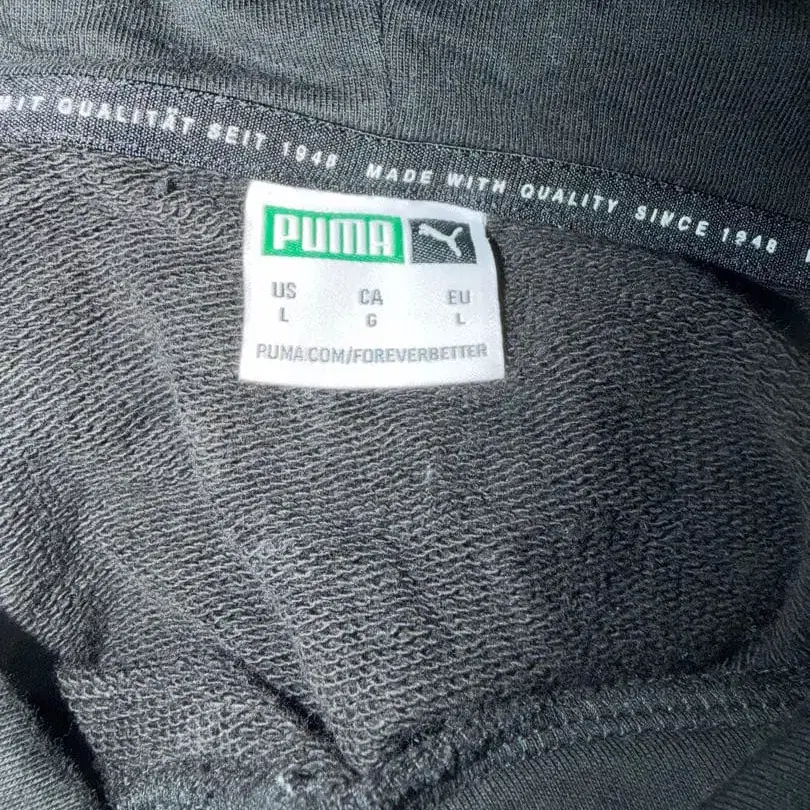 MIT QUALITÄT SEIT 1948 MADE WITH QUALITY SINCE 1948
PUMA
US CA EU
L G L
PUMA.COM/FOREVERBETTER